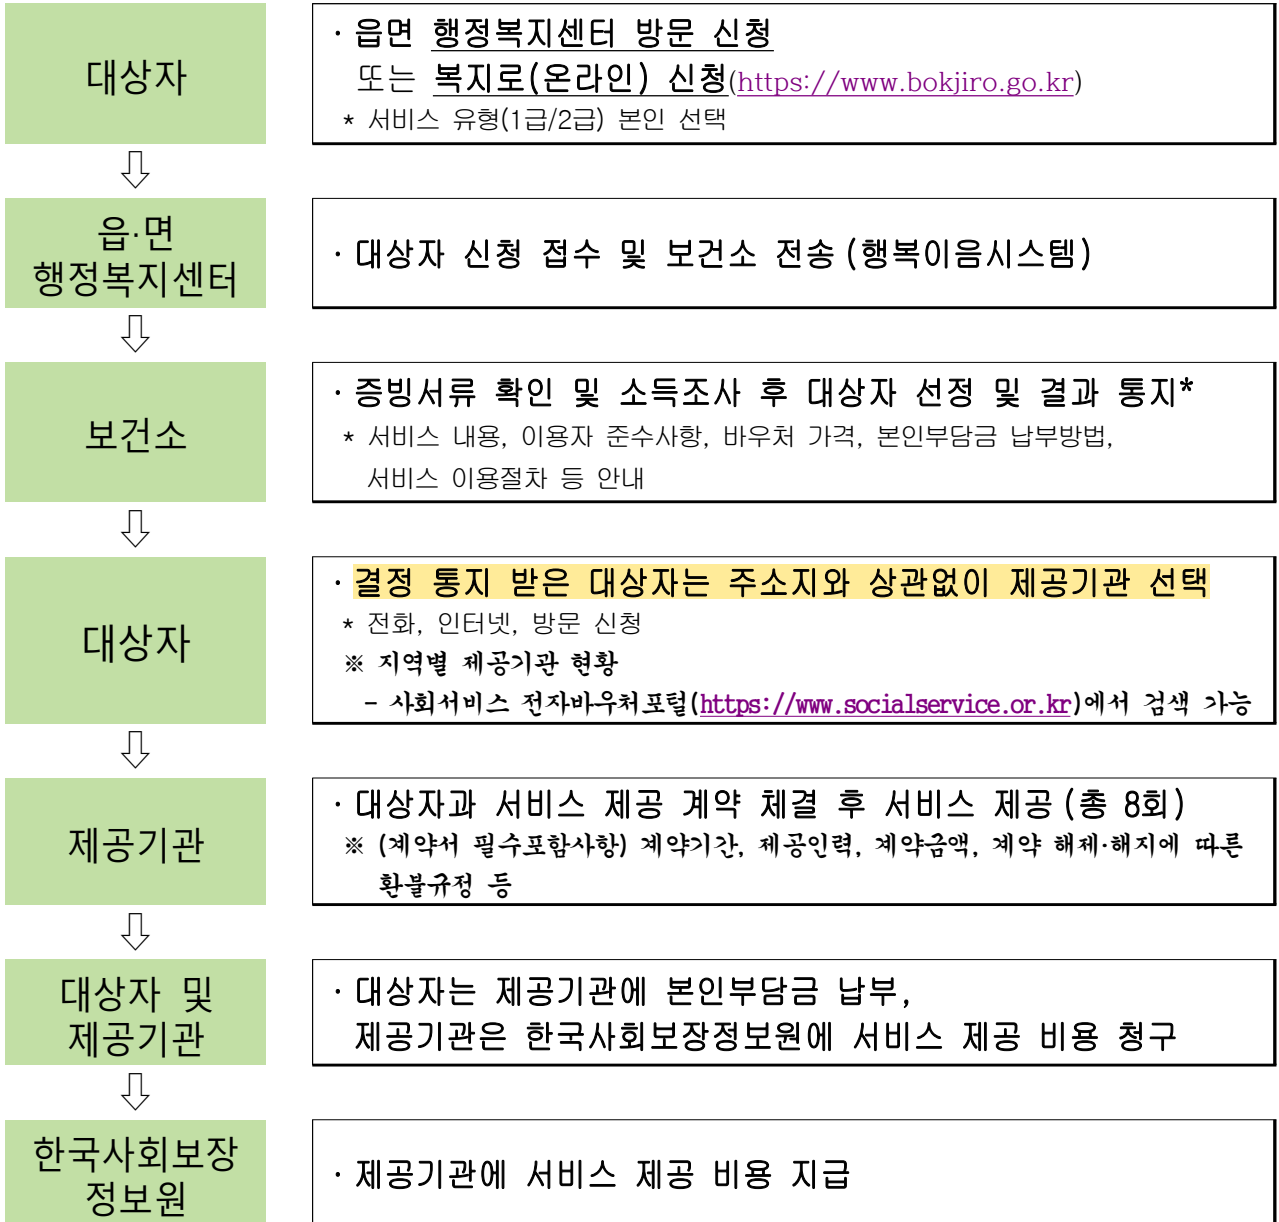 대상자
· 읍면 행정복지센터 방문 신청
또는 복지로(온라인) 신청(https://www.bokjiro.go.kr)
* 서비스 유형(1급/2급) 본인 선택
읍·면
행정복지센터
· 대상자 신청 접수 및 보건소 전송(행복이음시스템)
보건소
· 증빙서류 확인 및 소득조사 후 대상자 선정 및 결과 통지*
* 서비스 내용, 이용자 준수사항, 바우처 가격, 본인부담금 납부방법,
서비스 이용절차 등 안내
대상자
· 결정 통지 받은 대상자는 주소지와 상관없이 제공기관 선택
* 전화, 인터넷, 방문 신청
※ 지역별 제공기관 현황
- 사회서비스 전자바우처포털(https://www.socialservice.or.kr)에서 검색 가능
제공기관
· 대상자과 서비스 제공 계약 체결 후 서비스 제공(총 8회)
※ (계약서 필수포함사항) 계약기간, 제공인력, 계약금액, 계약 해제·해지에 따른
환불규정 등
대상자 및
제공기관
· 대상자는 제공기관에 본인부담금 납부,
제공기관은 한국사회보장정보원에 서비스 제공 비용 청구
한국사회보장
정보원
· 제공기관에 서비스 제공 비용 지급